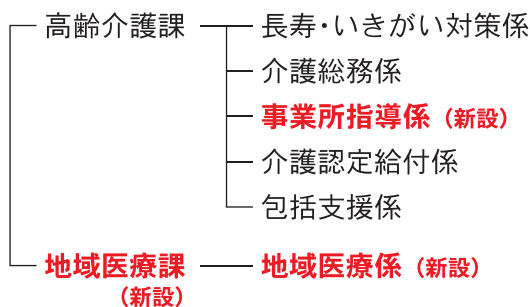 高齢介護課
長寿・いきがい対策係
介護総務係
事業所指導係（新設）
介護認定給付係
包括支援係
地域医療課
（新設）
地域医療係（新設）